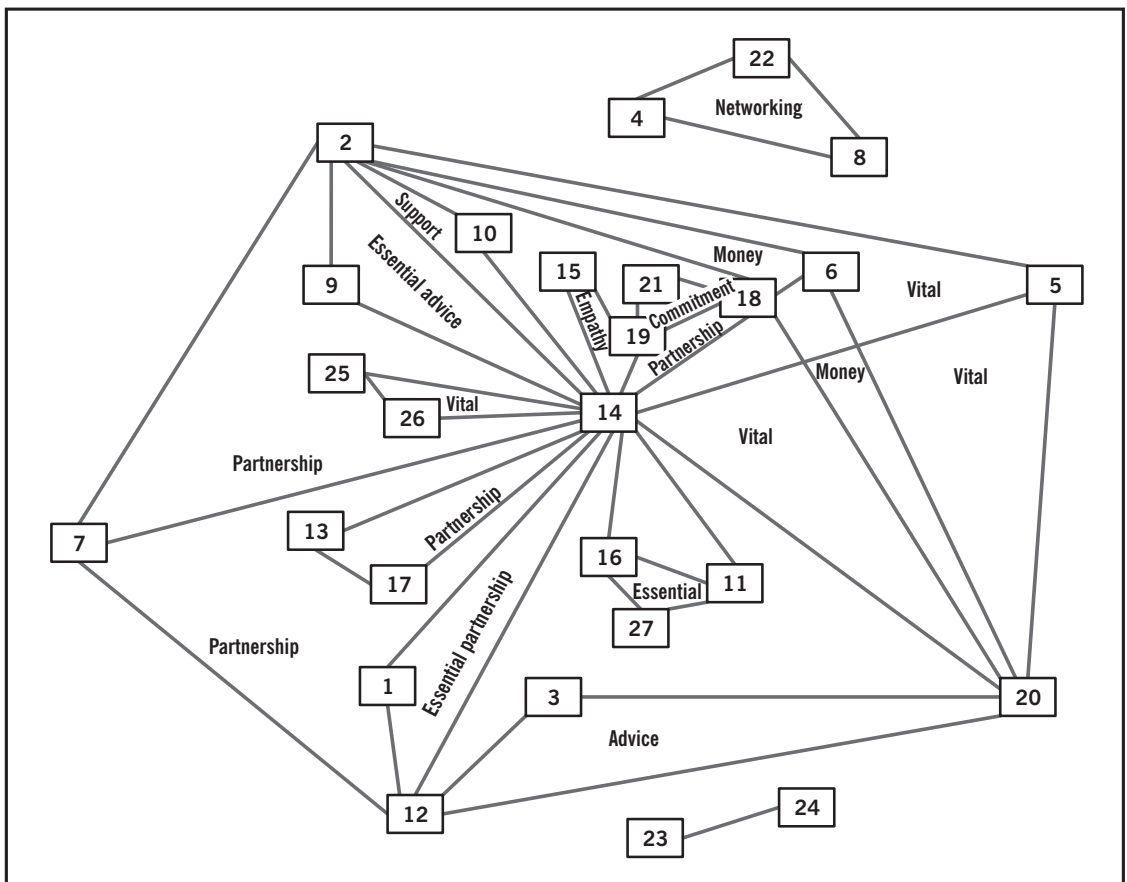 22
Networking
4
8
2
Support
10
Essential advice
Money
6
15
21
Commitment
18
Vital
5
9
Empathy
19
Partnership
25
Money
Vital
26
Vital
14
Vital
Partnership
13
Partnership
7
16
11
17
Essential
27
Partnership
Essential partnership
1
3
20
Advice
12
24
23